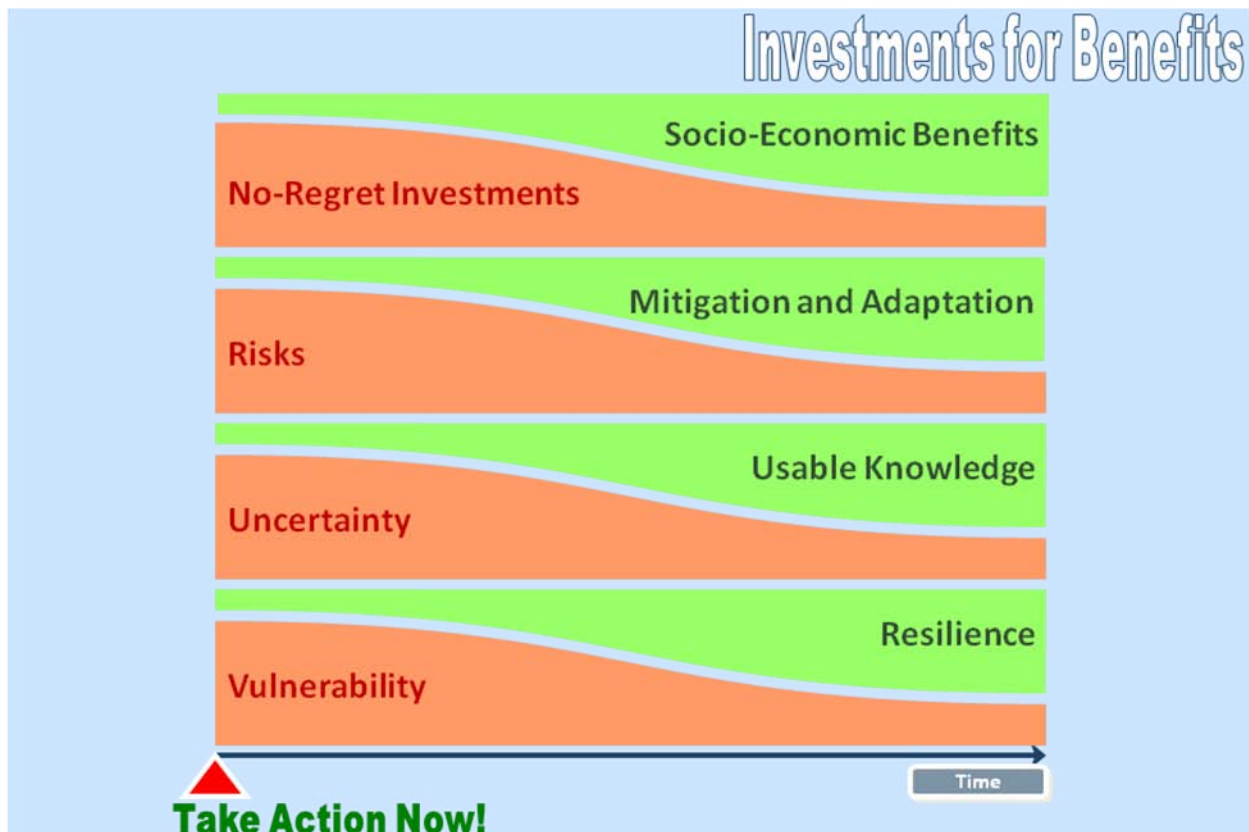 Investments for Benefits
Socio-Economic Benefits
No-Regret Investments
Mitigation and Adaptation
Risks
Usable Knowledge
Uncertainty
Resilience
Vulnerability
Time
Take Action Now!